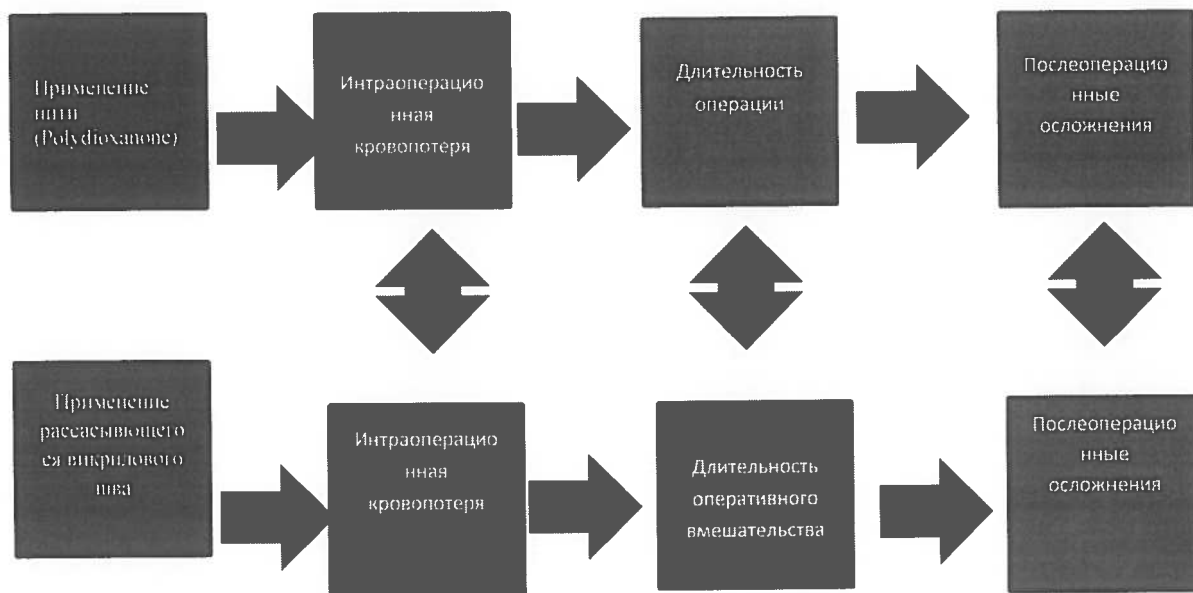 Применение
нити
(Polydioxanone)
Интраоперацио
нная
кровопотеря
Длительность
операции
Послеоперацио
нные
осложнения
Применение
рассасывающего
ся викрилового
шва
Интраоперацио
нная
кровопотеря
Длительность
оперативного
вмешательства
Послеоперацио
нные
осложнения